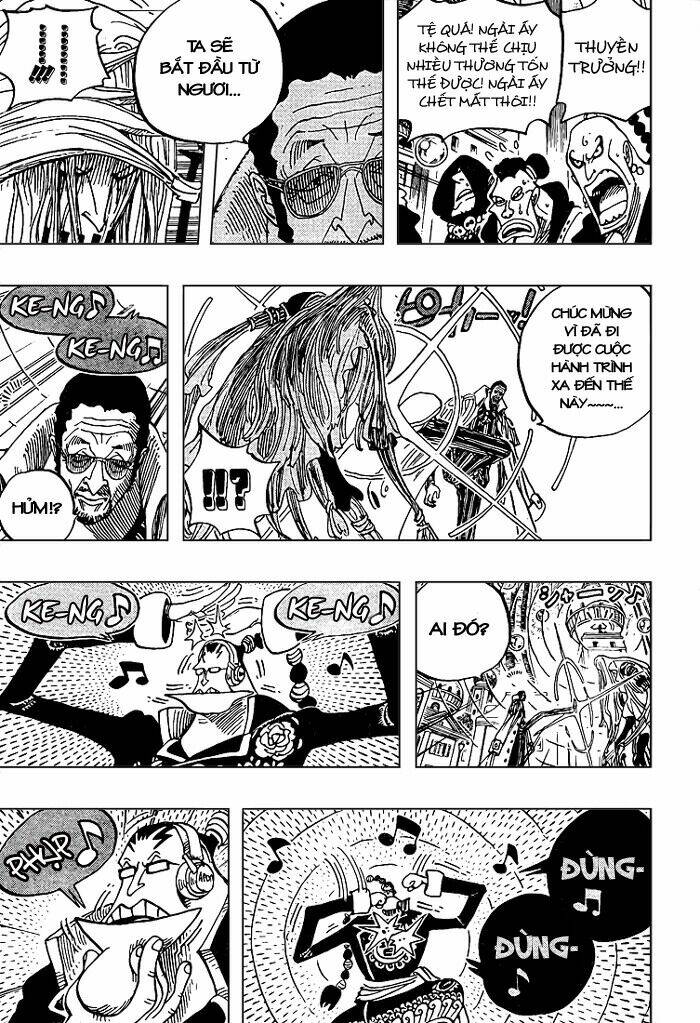 THUYỀN
TRƯỞNG!!
TỆ QUÁ! NGÀI ẤY
KHÔNG THỂ CHỊU
NHIỀU THƯƠNG TỔN
THẾ ĐƯỢC! NGÀI ẤY
CHẾT MẤT THÔI!!
TA SẼ
BẮT ĐẦU TỪ
NGƯƠI...
!!
CHÚC MỪNG
VÌ ĐÃ ĐI
ĐƯỢC CUỘC
HÀNH TRÌNH
XA ĐẾN THẾ
NÀY~~~...
!!?
KE-NG♪
KE-NG♫
HỬM!?
AI ĐÓ?
KE-NG♪
KE-NG♪
ĐÙNG-
♫
ĐÙNG-
♪
PHỤP♪